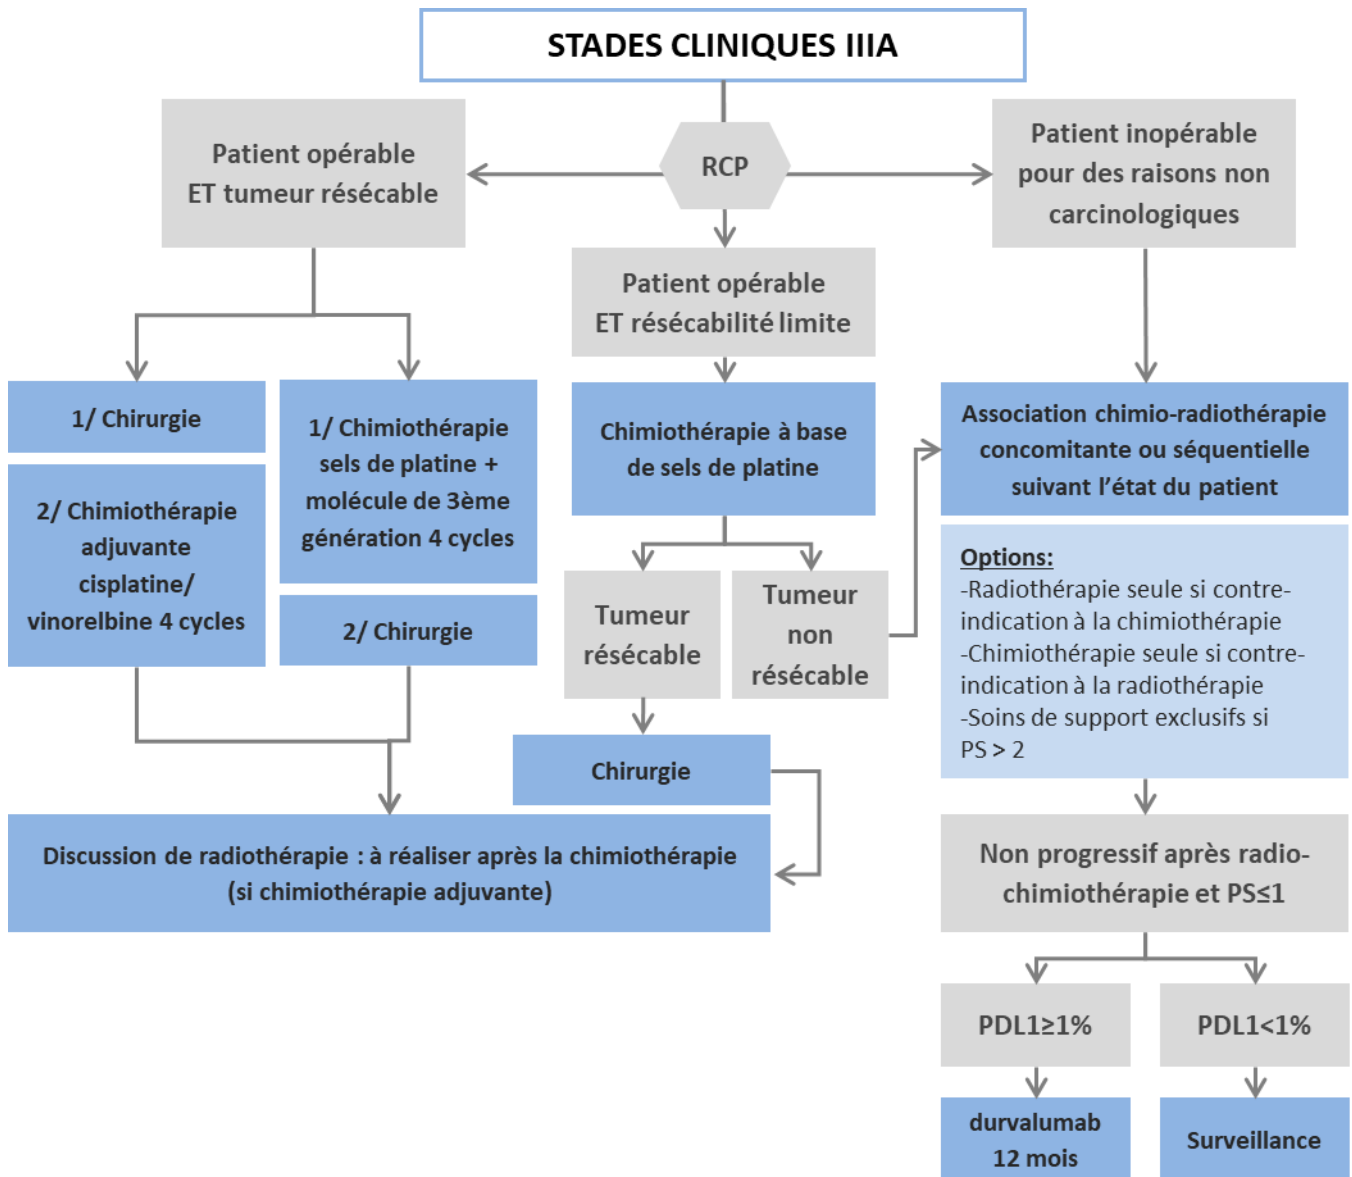 STADES CLINIQUES IIIA
RCP
Patient opérable
ET tumeur résécable
1/ Chirurgie
2/ Chimiothérapie
adjuvante
cisplatine/
vinorelbine 4 cycles
1/ Chimiothérapie
sels de platine +
molécule de 3ème
génération 4 cycles
2/ Chirurgie
Patient opérable
ET résécabilité limite
Chimiothérapie à base
de sels de platine
Tumeur
résécable
Tumeur
non
résécable
Chirurgie
Discussion de radiothérapie : à réaliser après la chimiothérapie
(si chimiothérapie adjuvante)
Patient inopérable
pour des raisons non
carcinologiques
Association chimio-radiothérapie
concomitante ou séquentielle
suivant l’état du patient
Options:
-Radiothérapie seule si contre-
indication à la chimiothérapie
-Chimiothérapie seule si contre-
indication à la radiothérapie
-Soins de support exclusifs si
PS > 2
Non progressif après radio-
chimiothérapie et PS≤1
PDL1≥1%
PDL1<1%
durvalumab
12 mois
Surveillance